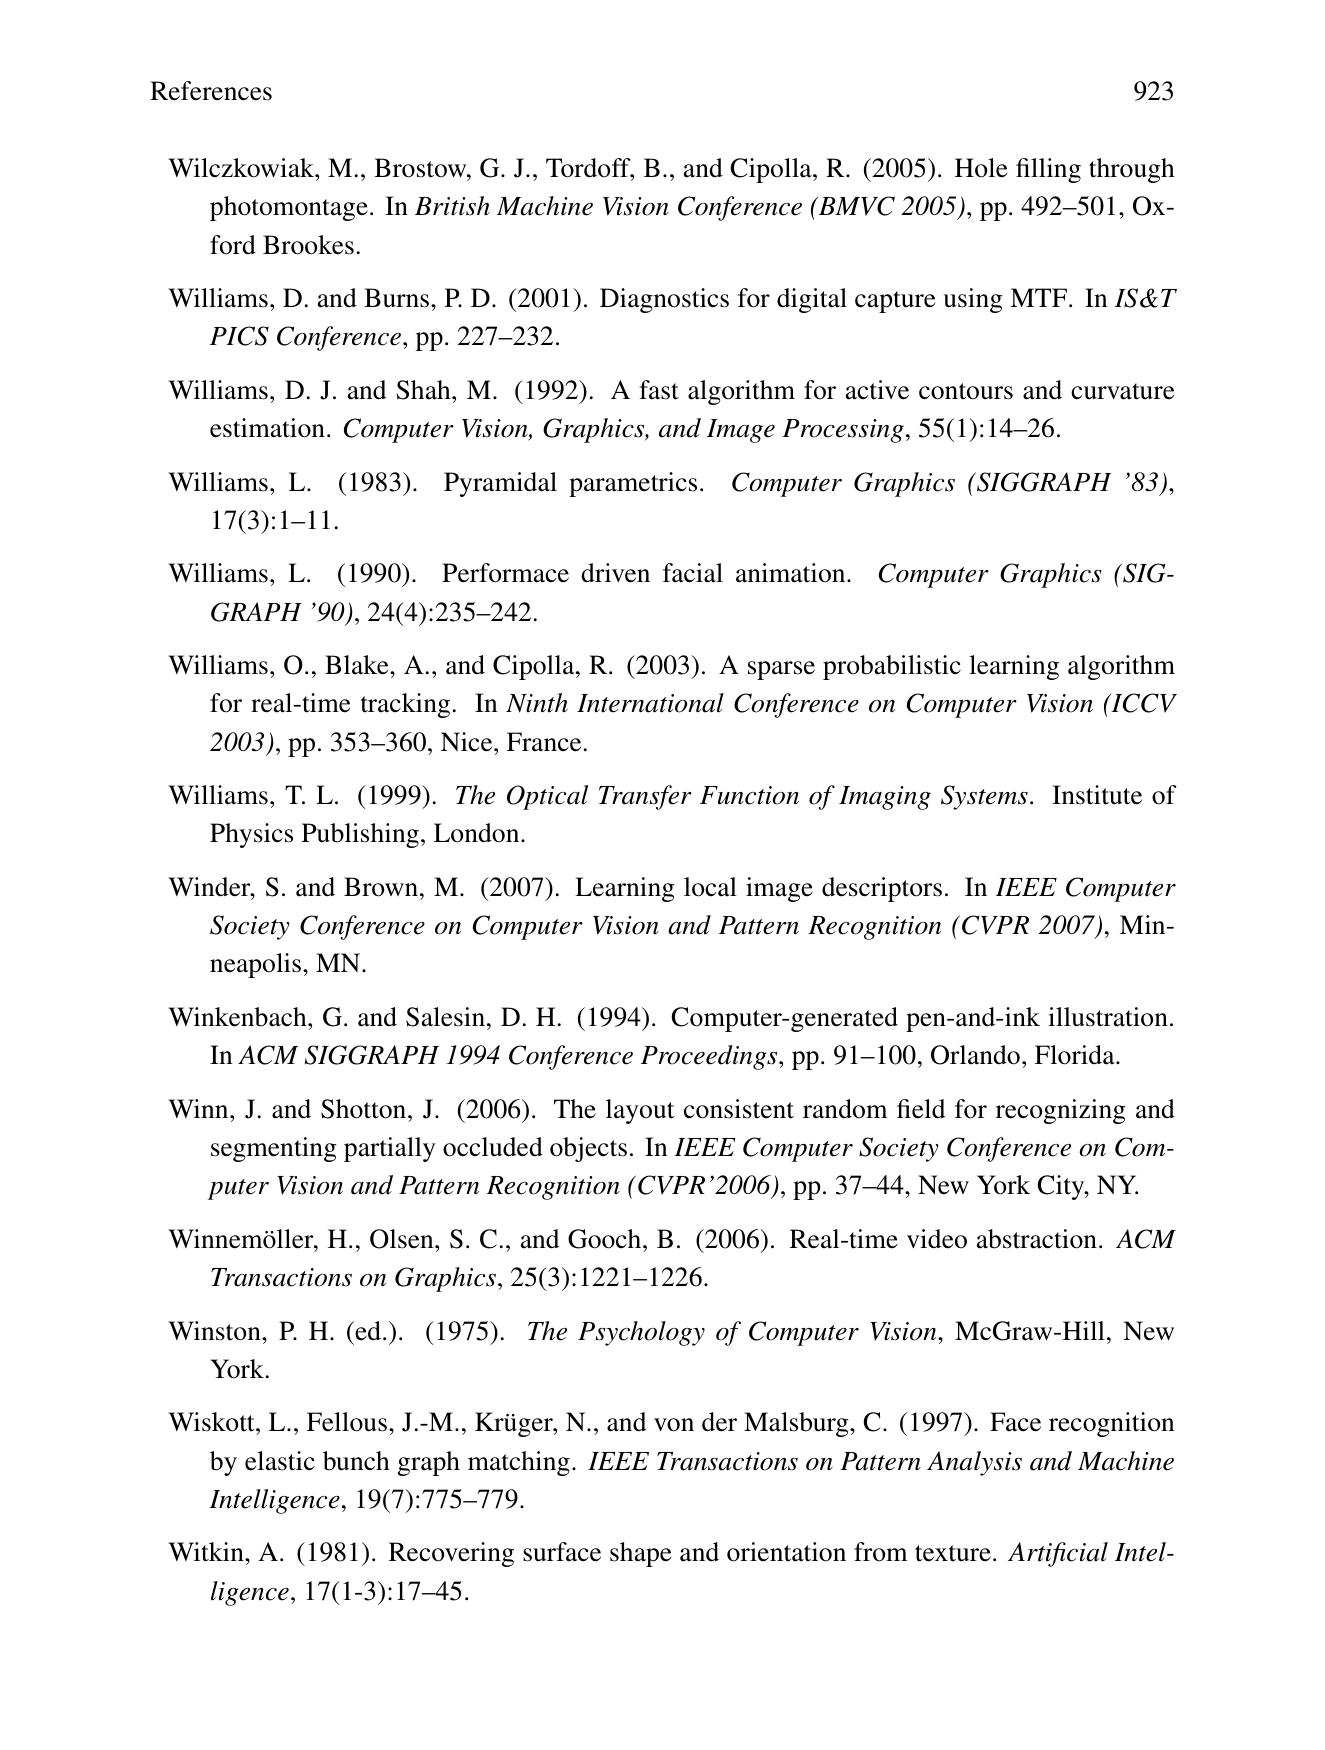 References 923
Wilczkowiak, M., Brostow, G. J., Tordoff, B., and Cipolla, R. (2005). Hole filling through
photomontage. In British Machine Vision Conference (BMVC 2005), pp. 492–501, Ox-
ford Brookes.
Williams, D. and Burns, P. D. (2001). Diagnostics for digital capture using MTF. In IS&T
PICS Conference, pp. 227–232.
Williams, D. J. and Shah, M. (1992). A fast algorithm for active contours and curvature
estimation. Computer Vision, Graphics, and Image Processing, 55(1):14–26.
Williams, L. (1983). Pyramidal parametrics. Computer Graphics (SIGGRAPH ’83),
17(3):1–11.
Williams, L. (1990). Performace driven facial animation. Computer Graphics (SIG-
GRAPH ’90), 24(4):235–242.
Williams, O., Blake, A., and Cipolla, R. (2003). A sparse probabilistic learning algorithm
for real-time tracking. In Ninth International Conference on Computer Vision (ICCV
2003), pp. 353–360, Nice, France.
Williams, T. L. (1999). The Optical Transfer Function of Imaging Systems. Institute of
Physics Publishing, London.
Winder, S. and Brown, M. (2007). Learning local image descriptors. In IEEE Computer
Society Conference on Computer Vision and Pattern Recognition (CVPR 2007), Min-
neapolis, MN.
Winkenbach, G. and Salesin, D. H. (1994). Computer-generated pen-and-ink illustration.
In ACM SIGGRAPH 1994 Conference Proceedings, pp. 91–100, Orlando, Florida.
Winn, J. and Shotton, J. (2006). The layout consistent random field for recognizing and
segmenting partially occluded objects. In IEEE Computer Society Conference on Com-
puter Vision and Pattern Recognition (CVPR’2006), pp. 37–44, New York City, NY.
Winnemöller, H., Olsen, S. C., and Gooch, B. (2006). Real-time video abstraction. ACM
Transactions on Graphics, 25(3):1221–1226.
Winston, P. H. (ed.). (1975). The Psychology of Computer Vision, McGraw-Hill, New
York.
Wiskott, L., Fellous, J.-M., Krüger, N., and von der Malsburg, C. (1997). Face recognition
by elastic bunch graph matching. IEEE Transactions on Pattern Analysis and Machine
Intelligence, 19(7):775–779.
Witkin, A. (1981). Recovering surface shape and orientation from texture. Artificial Intel-
ligence, 17(1-3):17–45.